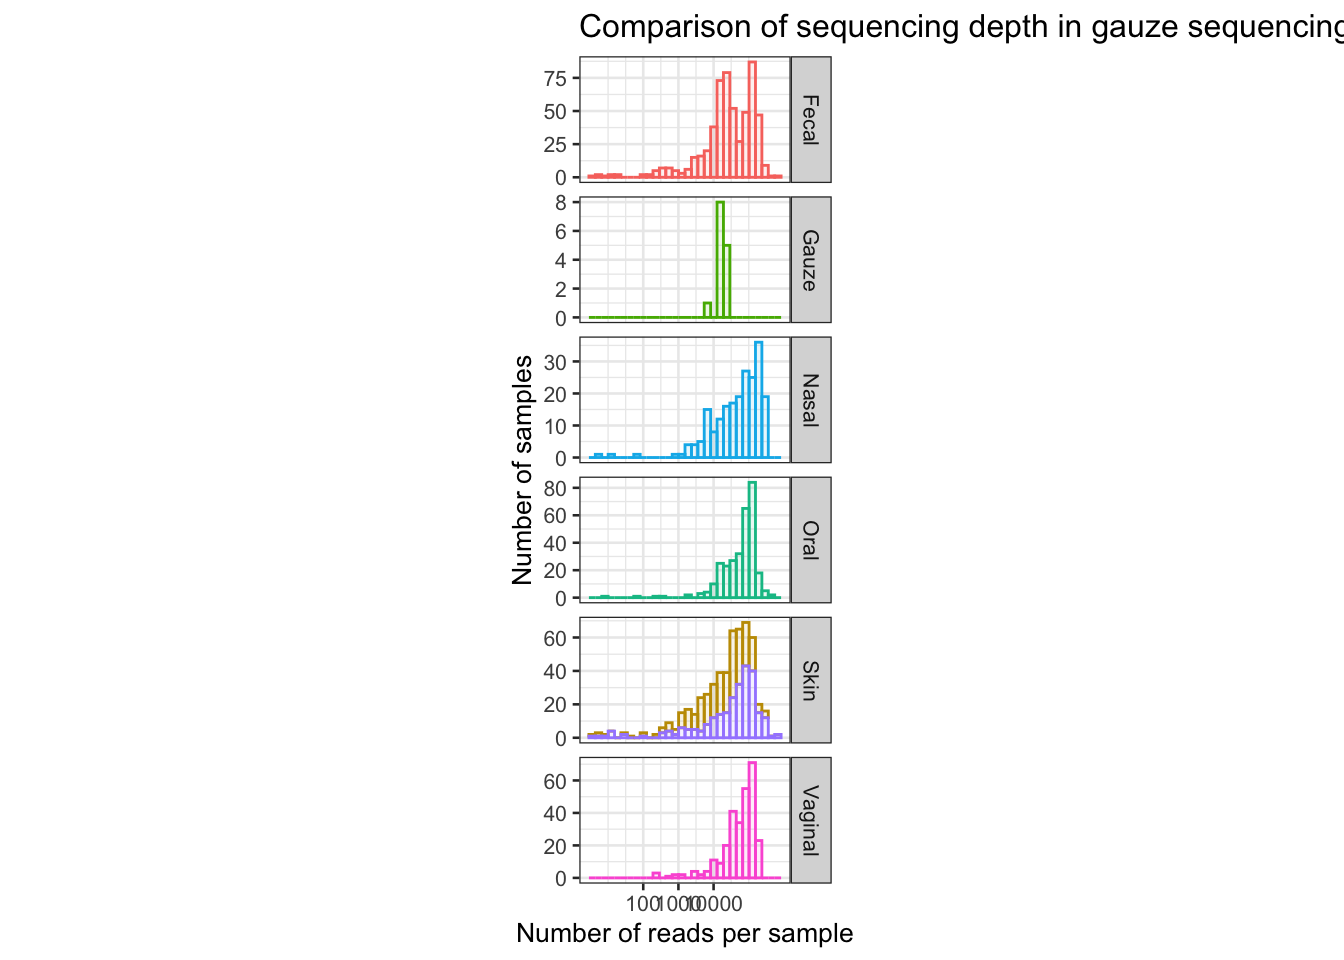 Comparison of sequencing depth in gauze sequencing
75
50
25
0
Fecal
8
6
4
2
0
Gauze
30
20
10
0
Nasal
Number of samples
80
60
40
20
0
Oral
60
40
20
0
Skin
60
40
20
0
Vaginal
100 1000 10000
Number of reads per sample